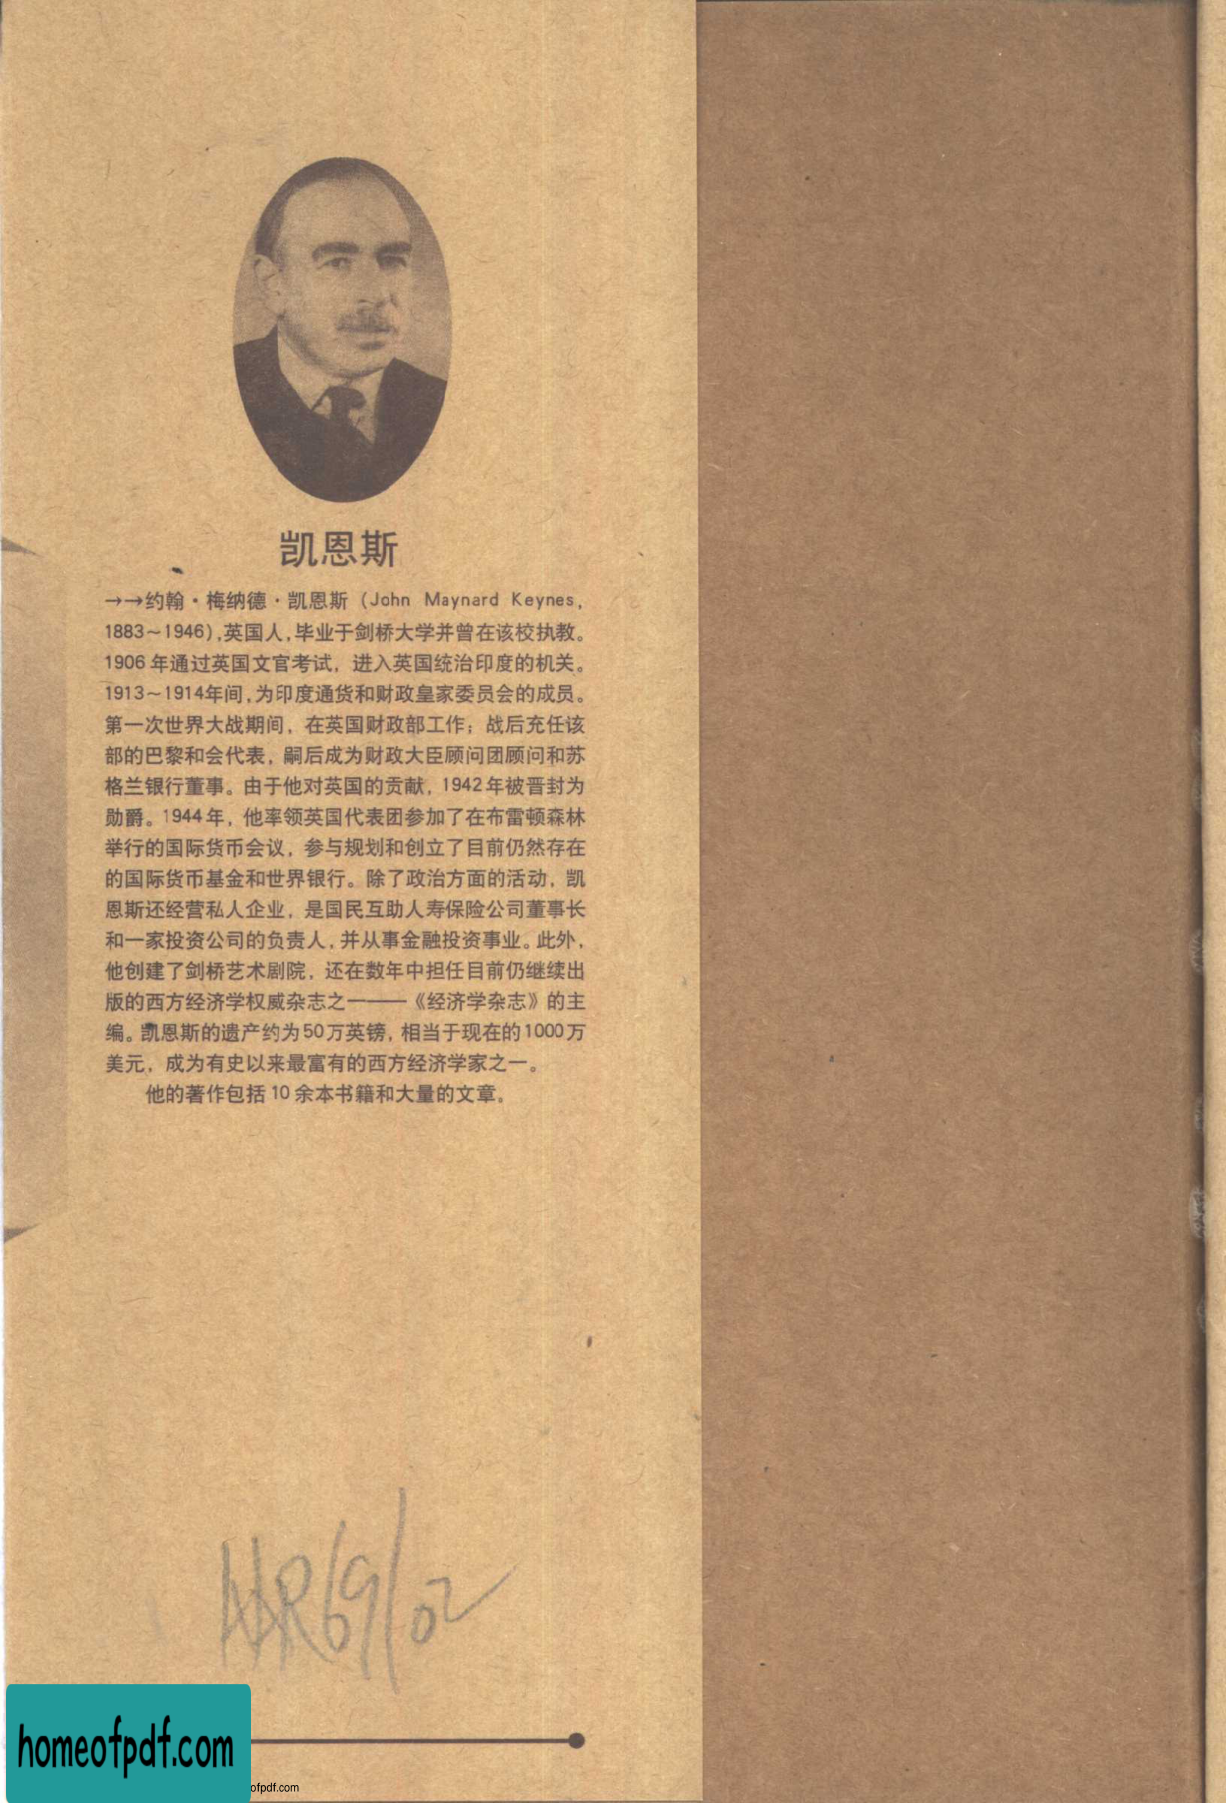 凯恩斯
→→约翰·梅纳德·凯恩斯（John Maynard Keynes，
1883～1946），英国人，毕业于剑桥大学并曾在该校执教。
1906年通过英国文官考试，进入英国统治印度的机关。
1913～1914年间，为印度通货和财政皇家委员会的成员。
第一次世界大战期间，在英国财政部工作；战后充任该
部的巴黎和会代表，嗣后成为财政大臣顾问团顾问和苏
格兰银行董事。由于他对英国的贡献，1942年被晋封为
勋爵。1944年，他率领英国代表团参加了在布雷顿森林
举行的国际货币会议，参与规划和创立了目前仍然存在
的国际货币基金和世界银行。除了政治方面的活动，凯
恩斯还经营私人企业，是国民互助人寿保险公司董事长
和一家投资公司的负责人，并从事金融投资事业。此外，
他创建了剑桥艺术剧院，还在数年中担任目前仍继续出
版的西方经济学权威杂志之一——《经济学杂志》的主
编。凯恩斯的遗产约为50万英镑，相当于现在的1000万
美元，成为有史以来最富有的西方经济学家之一。
他的著作包括10余本书籍和大量的文章。
homeofpdf.com
ofpdf.com